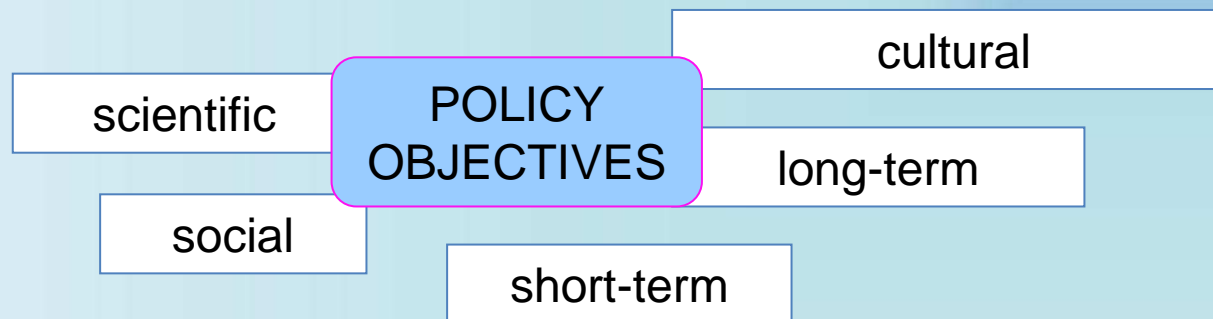 cultural
scientific
POLICY
OBJECTIVES
long-term
social
short-term